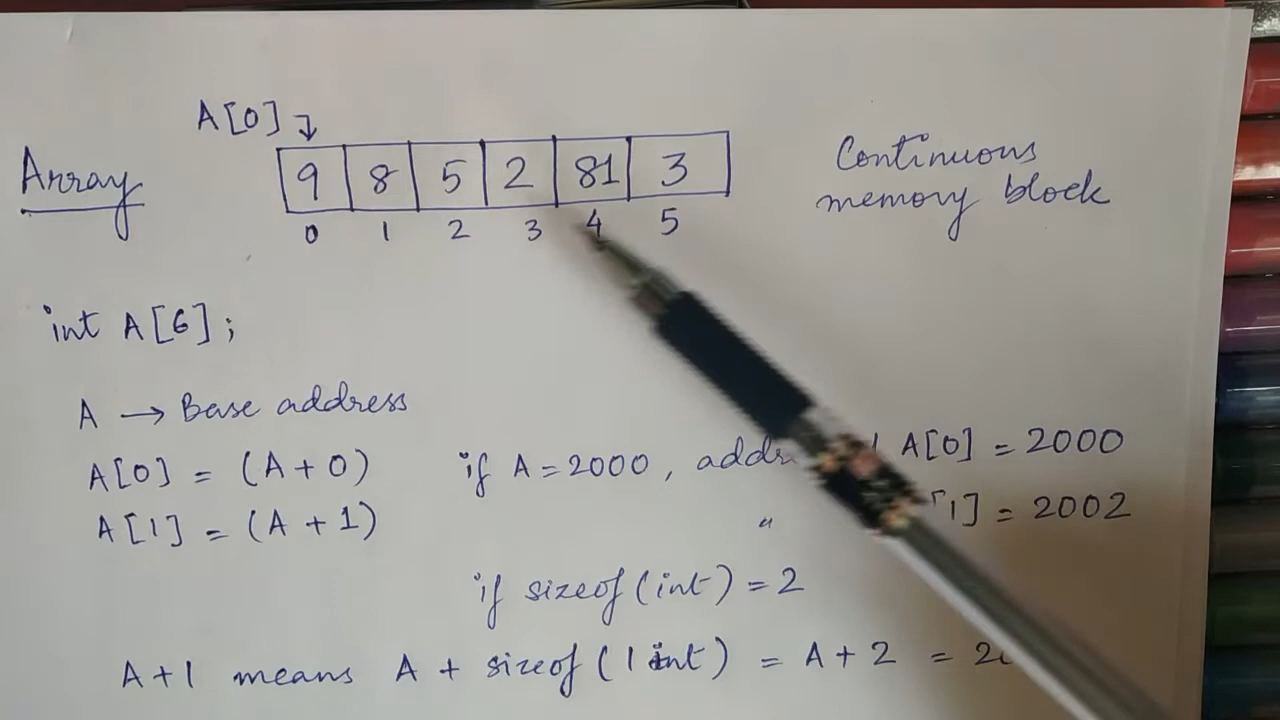 A[0]
Array 9 8 5 2 81 3 Continuous
memory block
0 1 2 3 4 5
int A[6];
A → Base address
A[0] = (A+0) if A=2000, A[0] = 2000
A[1] = (A+1) " 1] = 2002
if sizeof(int) = 2
A+1 means A + sizeof(1 int) = A+2 =